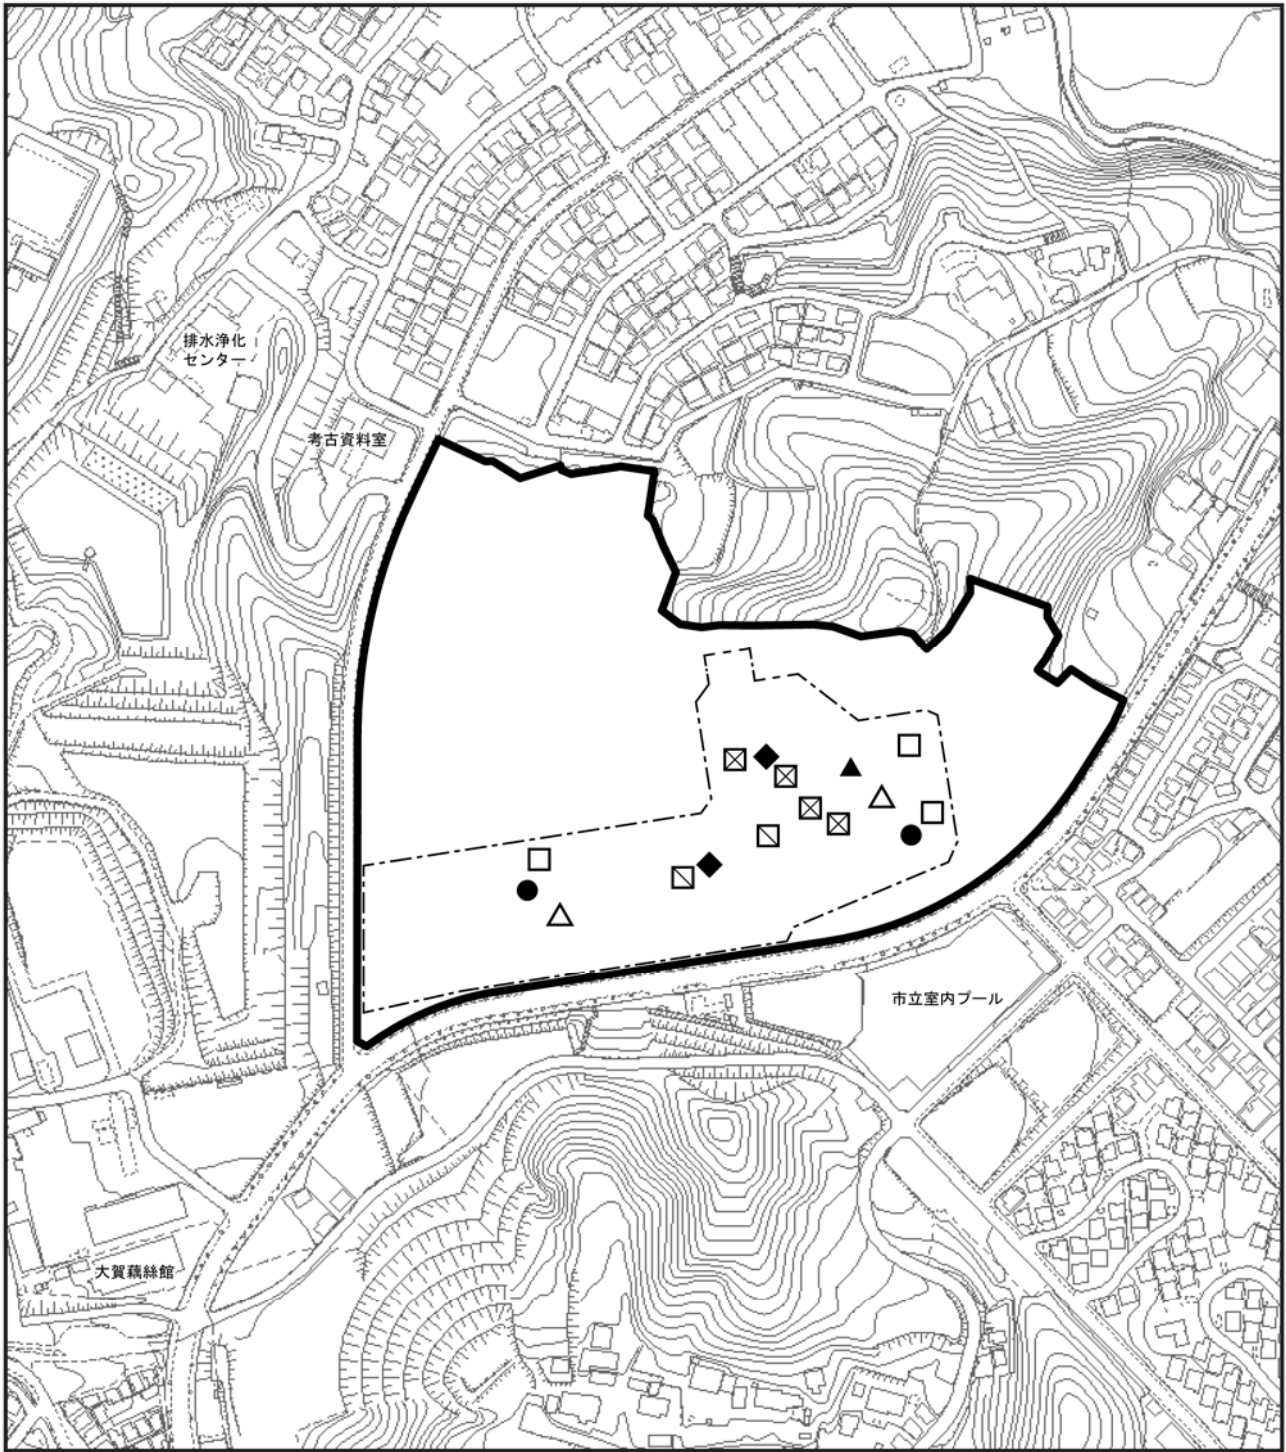 排水浄化
センター
考古資料室
市立室内プール
大賀藕絲館